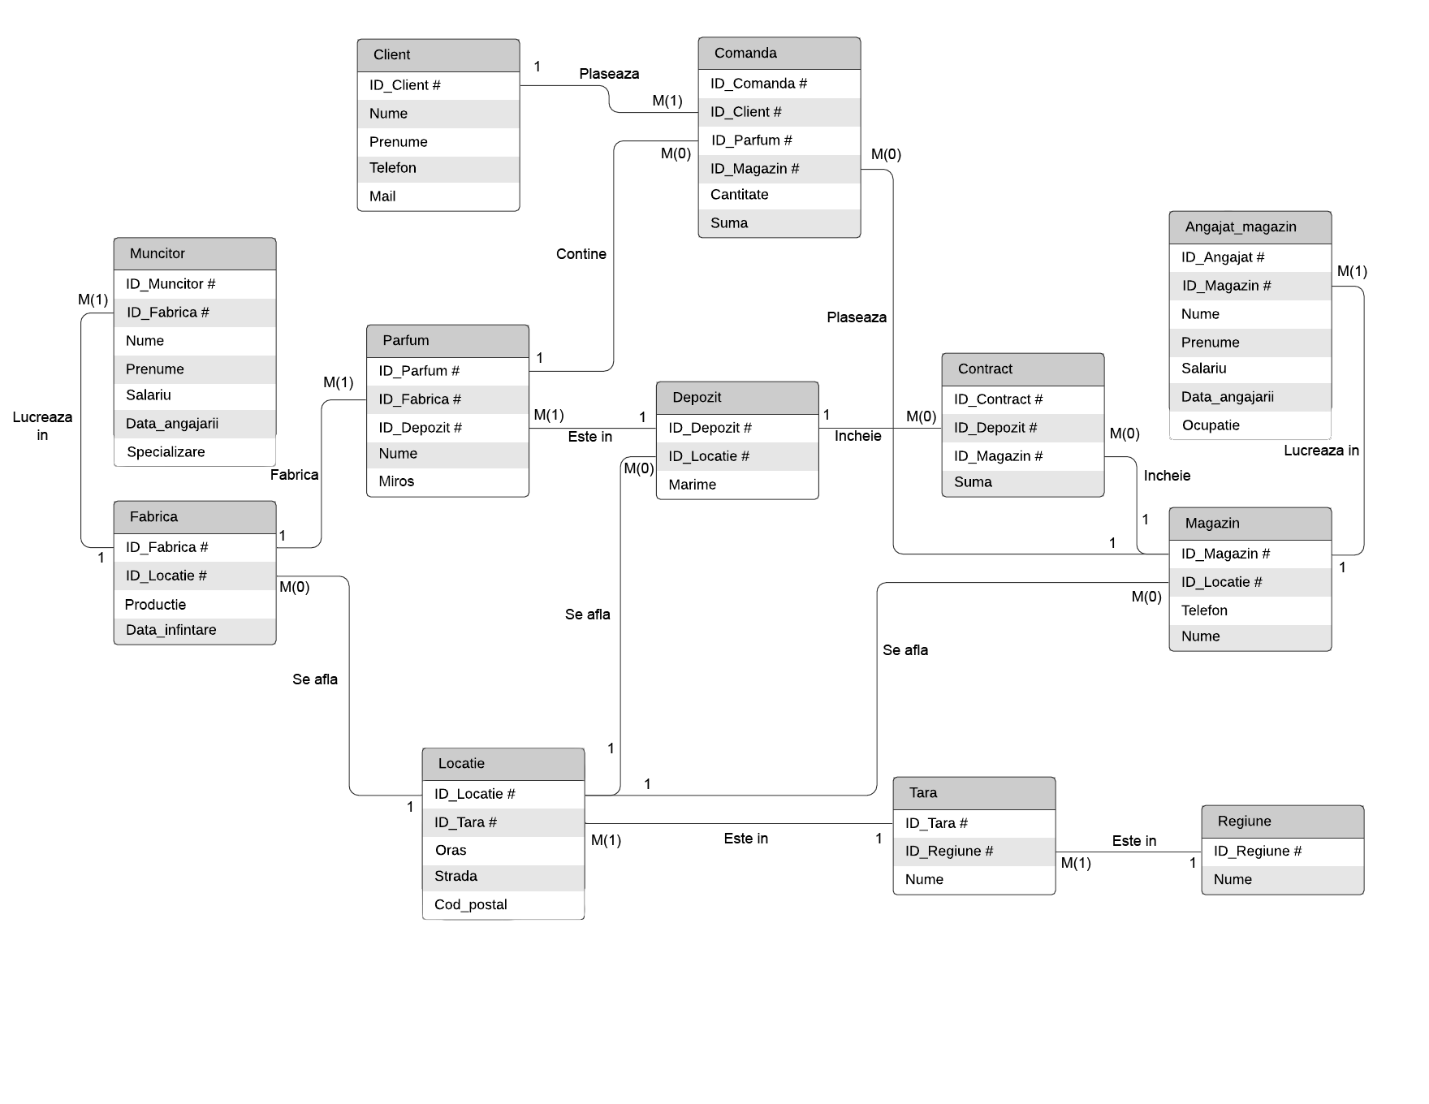 Client
ID_Client #
Nume
Prenume
Telefon
Mail
1
Plaseaza
M(1)
Comanda
ID_Comanda #
ID_Client #
ID_Parfum #
ID_Magazin #
Cantitate
Suma
M(0)
M(0)
Contine
Plaseaza
Muncitor
ID_Muncitor #
ID_Fabrica #
Nume
Prenume
Salariu
Data_angajarii
Specializare
M(1)
Lucreaza
in
1
Fabrica
ID_Fabrica #
ID_Locatie #
Productie
Data_infintare
1
Fabrica
M(1)
M(0)
Parfum
ID_Parfum #
ID_Fabrica #
ID_Depozit #
Nume
Miros
1
M(1)
Este in
1
Depozit
ID_Depozit #
ID_Locatie #
Marime
M(0)
1
Incheie
M(0)
Contract
ID_Contract #
ID_Depozit #
ID_Magazin #
Suma
M(0)
Incheie
1
1
Angajat_magazin
ID_Angajat #
ID_Magazin #
Nume
Prenume
Salariu
Data_angajarii
Ocupatie
M(1)
Lucreaza in
1
Magazin
ID_Magazin #
ID_Locatie #
Telefon
Nume
M(0)
Se afla
Se afla
Se afla
1
1
1
Locatie
ID_Locatie #
ID_Tara #
Oras
Strada
Cod_postal
M(1)
Este in
1
Tara
ID_Tara #
ID_Regiune #
Nume
M(1)
Este in
1
Regiune
ID_Regiune #
Nume